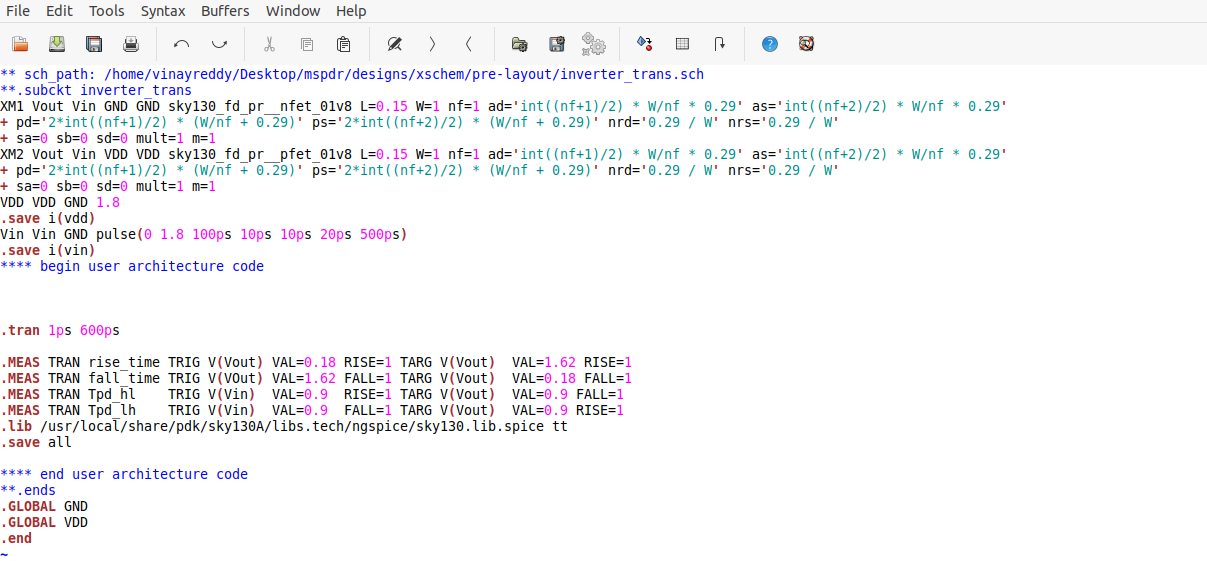 File Edit Tools Syntax Buffers Window Help
** sch_path: /home/vinayreddy/Desktop/mspdr/designs/xschem/pre-layout/inverter_trans.sch
**.subckt inverter_trans
XM1 Vout Vin GND GND sky130_fd_pr__nfet_01v8 L=0.15 W=1 nf=1 ad='int((nf+1)/2) * W/nf * 0.29' as='int((nf+2)/2) * W/nf * 0.29'
+ pd='2*int((nf+1)/2) * (W/nf + 0.29)' ps='2*int((nf+2)/2) * (W/nf + 0.29)' nrd='0.29 / W' nrs='0.29 / W'
+ sa=0 sb=0 sd=0 mult=1 m=1
XM2 Vout Vin VDD VDD sky130_fd_pr__pfet_01v8 L=0.15 W=1 nf=1 ad='int((nf+1)/2) * W/nf * 0.29' as='int((nf+2)/2) * W/nf * 0.29'
+ pd='2*int((nf+1)/2) * (W/nf + 0.29)' ps='2*int((nf+2)/2) * (W/nf + 0.29)' nrd='0.29 / W' nrs='0.29 / W'
+ sa=0 sb=0 sd=0 mult=1 m=1
VDD VDD GND 1.8
.save i(vdd)
Vin Vin GND pulse(0 1.8 100ps 10ps 10ps 20ps 500ps)
.save i(vin)
**** begin user architecture code
.tran 1ps 600ps
.MEAS TRAN rise_time TRIG V(Vout) VAL=0.18 RISE=1 TARG V(Vout)  VAL=1.62 RISE=1
.MEAS TRAN fall_time TRIG V(VOut) VAL=1.62 FALL=1 TARG V(Vout)  VAL=0.18 FALL=1
.MEAS TRAN Tpd_hl    TRIG V(Vin)  VAL=0.9  RISE=1 TARG V(Vout)  VAL=0.9 FALL=1
.MEAS TRAN Tpd_lh    TRIG V(Vin)  VAL=0.9  FALL=1 TARG V(Vout)  VAL=0.9 RISE=1
.lib /usr/local/share/pdk/sky130A/libs.tech/ngspice/sky130.lib.spice tt
.save all
**** end user architecture code
**.ends
.GLOBAL GND
.GLOBAL VDD
.end
~